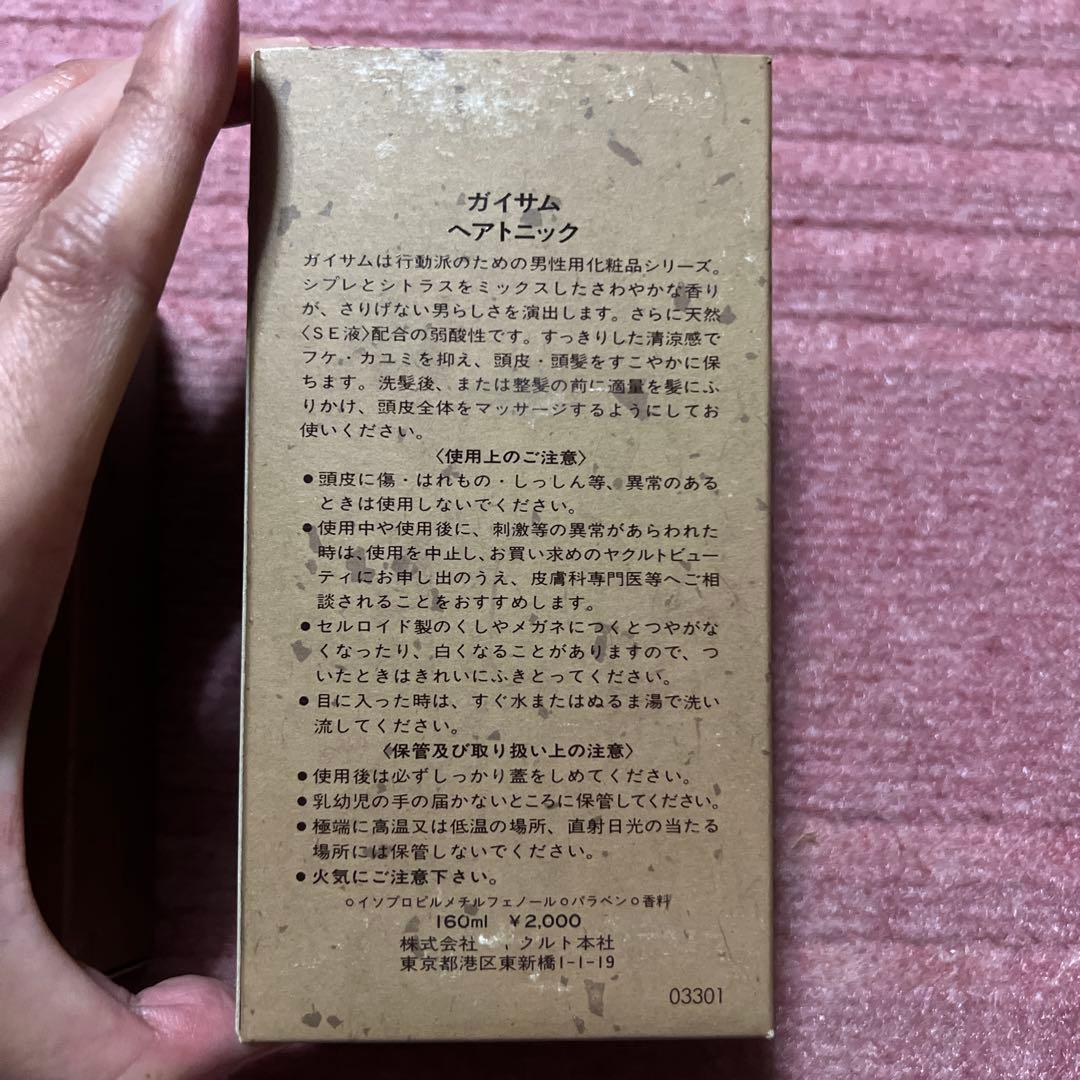 ガイサム
ヘアトニック
ガイサムは行動派のための男性用化粧品シリーズ。
シプレとシトラスをミックスしたさわやかな香り
が、さりげない男らしさを演出します。さらに天然
〈SE液〉配合の弱酸性です。すっきりした清涼感で
フケ・カユミを抑え、頭皮・頭髪をすこやかに保
ちます。洗髪後、または整髪の前に適量を髪にふ
りかけ、頭皮全体をマッサージするようにしてお
使いください。
〈使用上のご注意〉
●頭皮に傷・はれもの・しっしん等、異常のある
ときは使用しないでください。
●使用中や使用後に、刺激等の異常があらわれた
時は、使用を中止し、お買い求めのヤクルトビュー
ティにお申し出のうえ、皮膚科専門医等へご相
談されることをおすすめします。
●セルロイド製のくしやメガネにつくとつやがな
くなったり、白くなることがありますので、つ
いたときはきれいにふきとってください。
●目に入った時は、すぐ水またはぬるま湯で洗い
流してください。
〈保管及び取り扱い上の注意〉
●使用後は必ずしっかり蓋をしめてください。
●乳幼児の手の届かないところに保管してください。
●極端に高温又は低温の場所、直射日光の当たる
場所には保管しないでください。
●火気にご注意下さい。
○イソプロピルメチルフェノール○パラベン○香料
160ml ¥2,000
株式会社 クルト本社
東京都港区東新橋1-1-19
03301